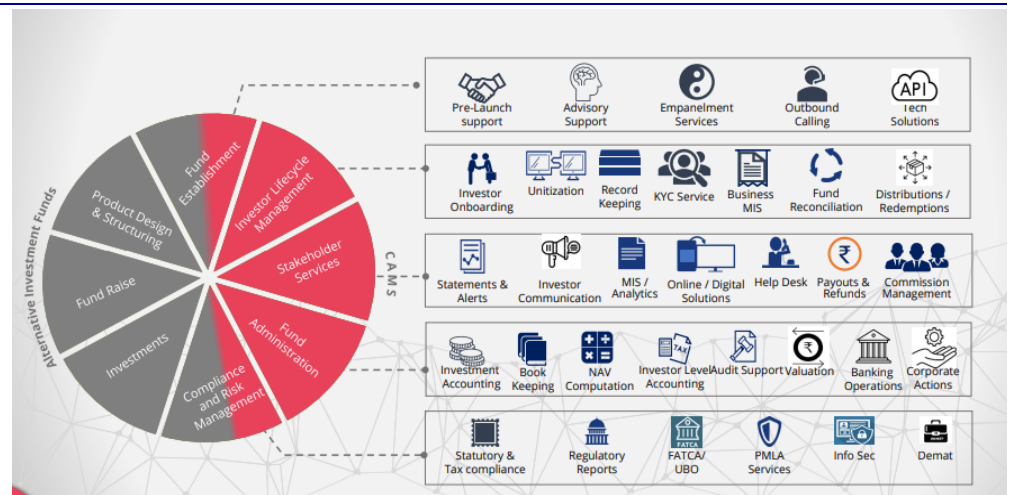 Alternative Investment Funds
Fund
Establishment
Investor Lifecycle
Management
Stakeholder
Services
Fund
Administration
Compliance
and Risk
Management
Investments
Fund Raise
Product Design
& Structuring
CAMS
API
Pre-Launch
support
Advisory
Support
Empanelment
Services
Outbound
Calling
Tech
Solutions
Investor
Onboarding
Unitization
Record
Keeping
KYC Service
Business
MIS
Fund
Reconciliation
Distributions /
Redemptions
Statements &
Alerts
Investor
Communication
MIS /
Analytics
Online / Digital
Solutions
Help Desk
₹
Payouts &
Refunds
Commission
Management
Investment
Accounting
Book
Keeping
NAV
Computation
TAX
Investor Level
Accounting
Audit Support
₹
Valuation
Banking
Operations
Corporate
Actions
Statutory &
Tax compliance
Regulatory
Reports
FATCA
FATCA/
UBO
PMLA
Services
Info Sec
Demat